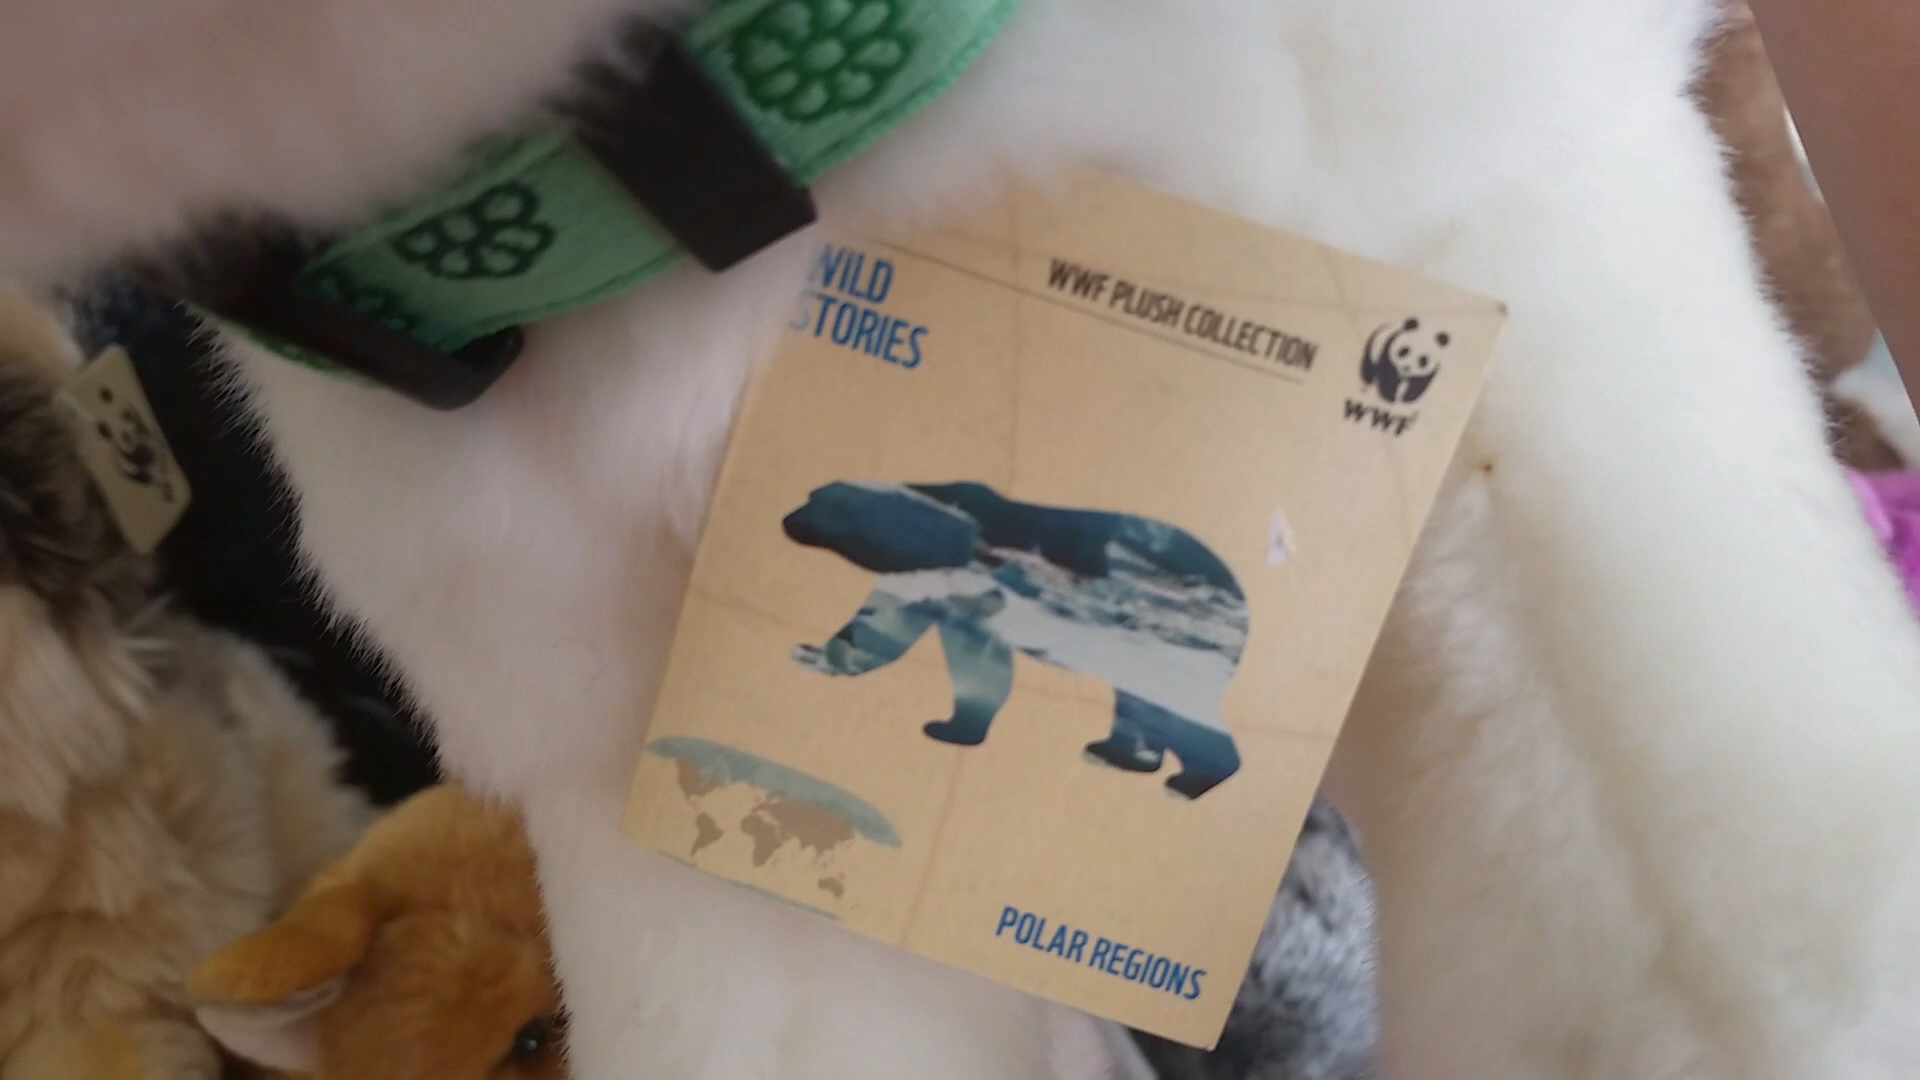 WILD
STORIES
WWF PLUSH COLLECTION
WWF
POLAR REGIONS